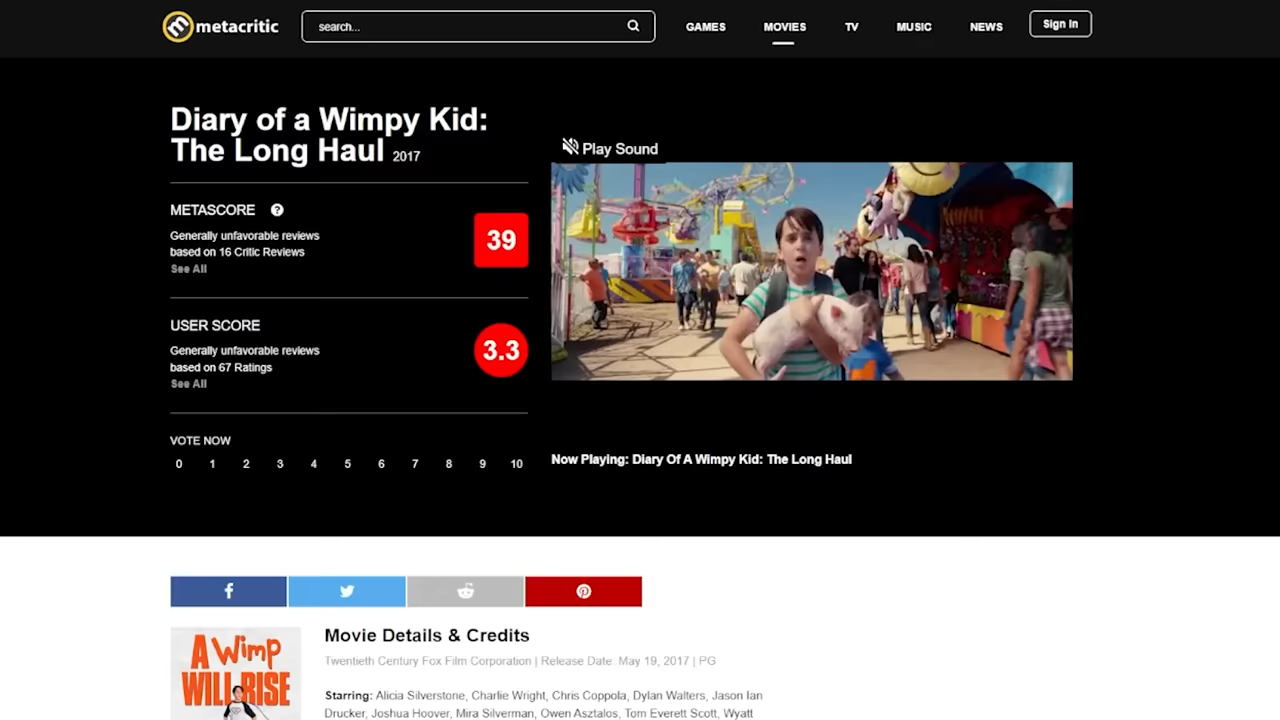 metacritic
search...
GAMES
MOVIES
TV
MUSIC
NEWS
Sign In
Diary of a Wimpy Kid:
The Long Haul 2017
METASCORE ?
Generally unfavorable reviews
based on 16 Critic Reviews
See All
39
USER SCORE
Generally unfavorable reviews
based on 67 Ratings
See All
3.3
VOTE NOW
0 1 2 3 4 5 6 7 8 9 10
Play Sound
Now Playing: Diary Of A Wimpy Kid: The Long Haul
A Wimp
WILL RISE
Movie Details & Credits
Twentieth Century Fox Film Corporation | Release Date: May 19, 2017 | PG
Starring: Alicia Silverstone, Charlie Wright, Chris Coppola, Dylan Walters, Jason Ian
Drucker, Joshua Hoover, Mira Silverman, Owen Asztalos, Tom Everett Scott, Wyatt